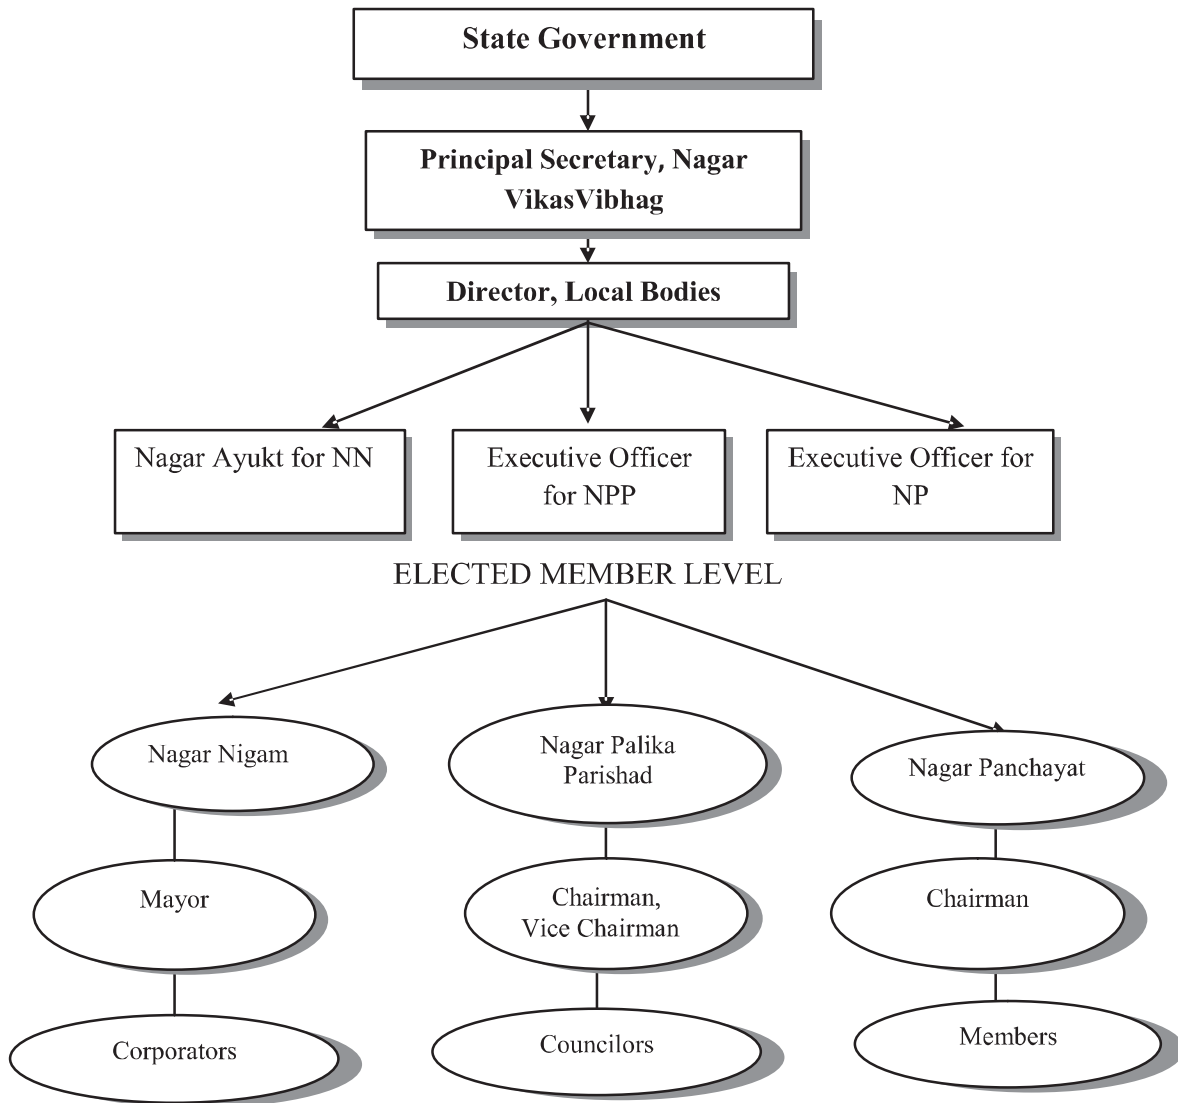 State Government
Principal Secretary, Nagar
VikasVibhag
Director, Local Bodies
Nagar Ayukt for NN
Executive Officer
for NPP
Executive Officer for
NP
ELECTED MEMBER LEVEL
Nagar Nigam
Nagar Palika
Parishad
Nagar Panchayat
Mayor
Chairman,
Vice Chairman
Chairman
Corporators
Councilors
Members